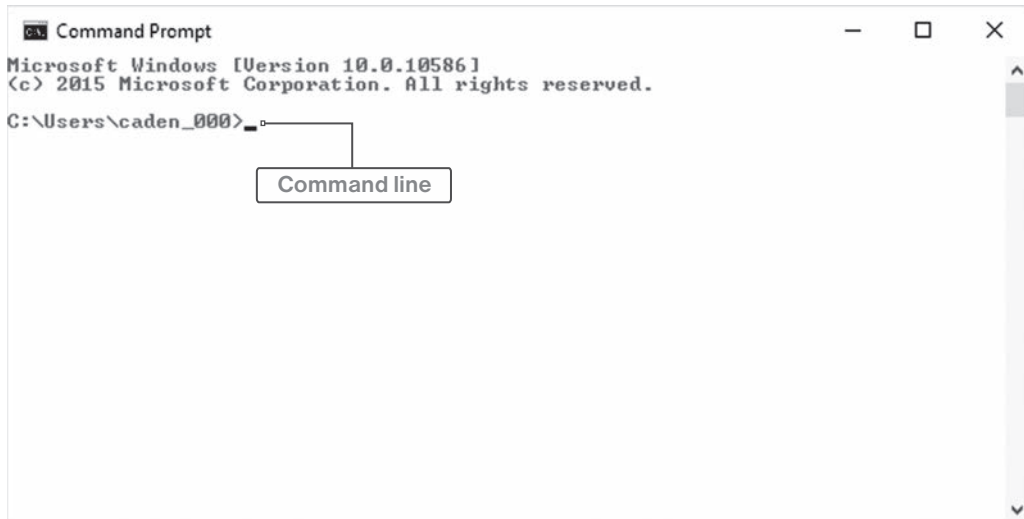 Command Prompt
Microsoft Windows [Version 10.0.10586]
(c) 2015 Microsoft Corporation. All rights reserved.
C:\Users\caden_000>_
Command line